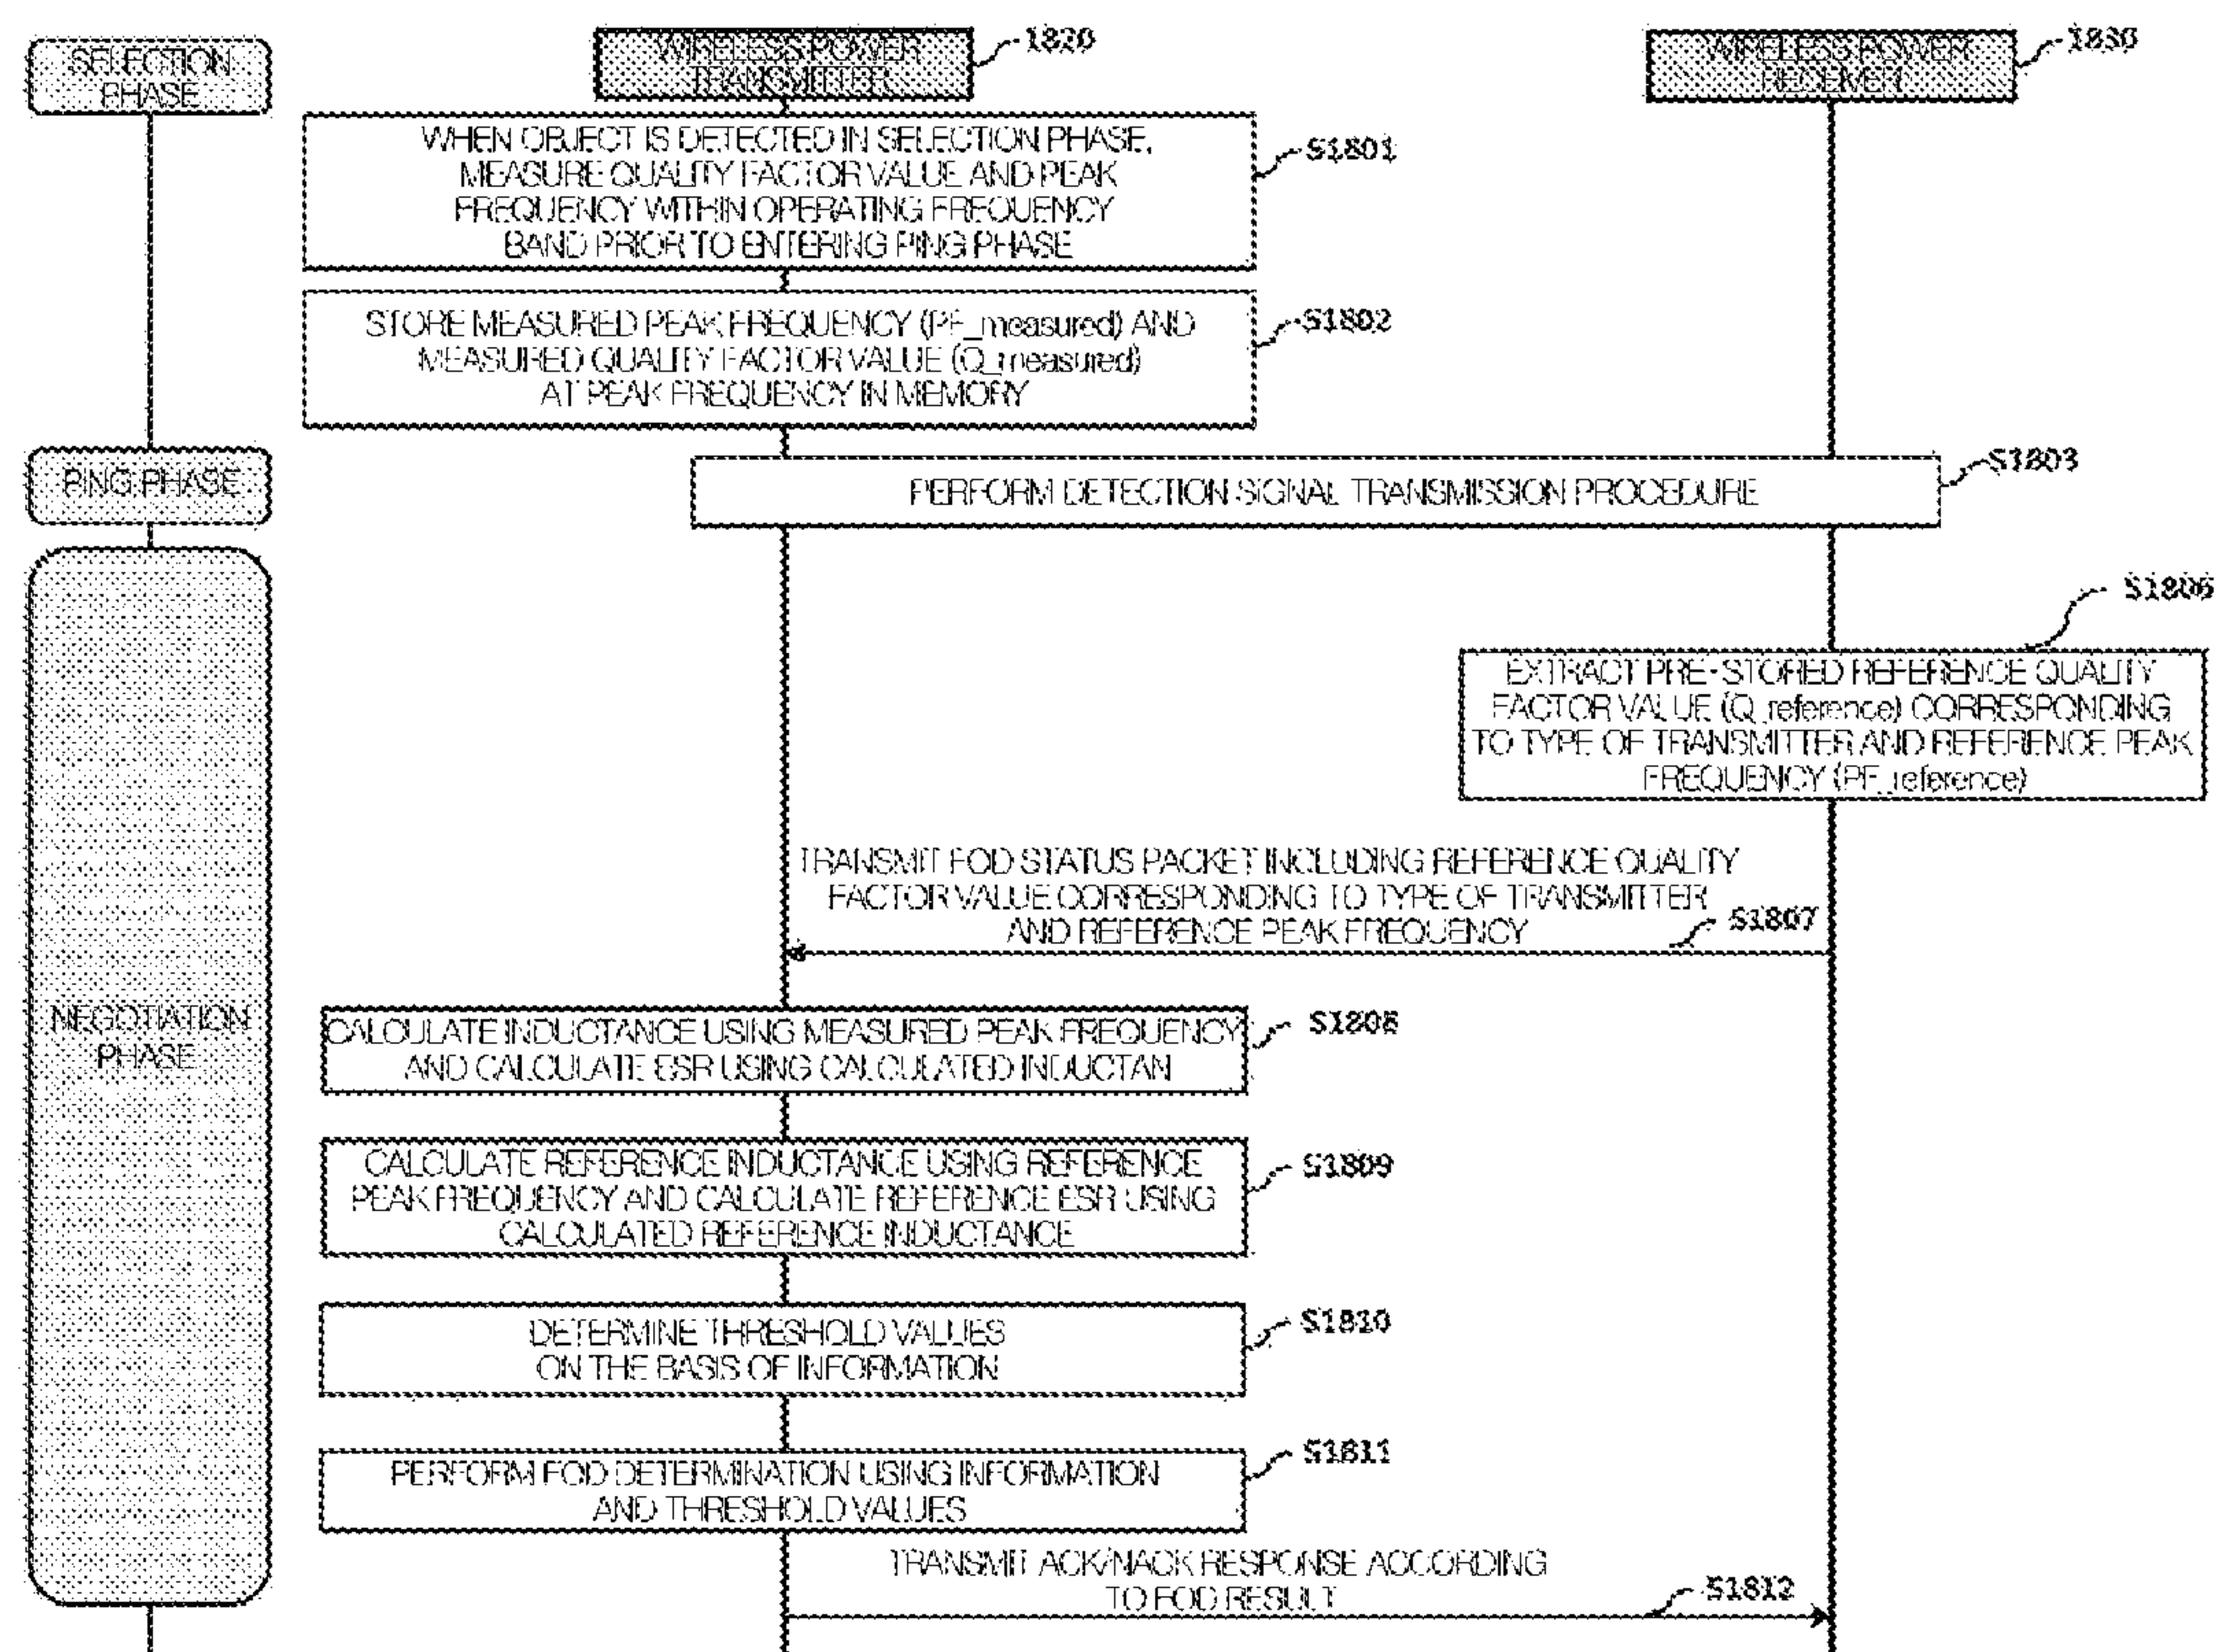 SELECTION
PHASE
WIRELESS POWER
TRANSMITTER
1820
WIRELESS POWER
RECEIVER
1830
WHEN OBJECT IS DETECTED IN SELECTION PHASE,
MEASURE QUALITY FACTOR VALUE AND PEAK
FREQUENCY WITHIN OPERATING FREQUENCY
BAND PRIOR TO ENTERING PING PHASE
S1801
STORE MEASURED PEAK FREQUENCY (PF_measured) AND
MEASURED QUALITY FACTOR VALUE (Q_measured)
AT PEAK FREQUENCY IN MEMORY
S1802
PING PHASE
PERFORM DETECTION SIGNAL TRANSMISSION PROCEDURE
S1803
S1806
EXTRACT PRE-STORED REFERENCE QUALITY
FACTOR VALUE (Q_reference) CORRESPONDING
TO TYPE OF TRANSMITTER AND REFERENCE PEAK
FREQUENCY (PF_reference)
TRANSMIT FOD STATUS PACKET INCLUDING REFERENCE QUALITY
FACTOR VALUE CORRESPONDING TO TYPE OF TRANSMITTER
AND REFERENCE PEAK FREQUENCY
S1807
NEGOTIATION
PHASE
CALCULATE INDUCTANCE USING MEASURED PEAK FREQUENCY
AND CALCULATE ESR USING CALCULATED INDUCTAN
S1808
CALCULATE REFERENCE INDUCTANCE USING REFERENCE
PEAK FREQUENCY AND CALCULATE REFERENCE ESR USING
CALCULATED REFERENCE INDUCTANCE
S1809
DETERMINE THRESHOLD VALUES
ON THE BASIS OF INFORMATION
S1810
PERFORM FOD DETERMINATION USING INFORMATION
AND THRESHOLD VALUES
S1811
TRANSMIT ACK/NACK RESPONSE ACCORDING
TO FOD RESULT
S1812